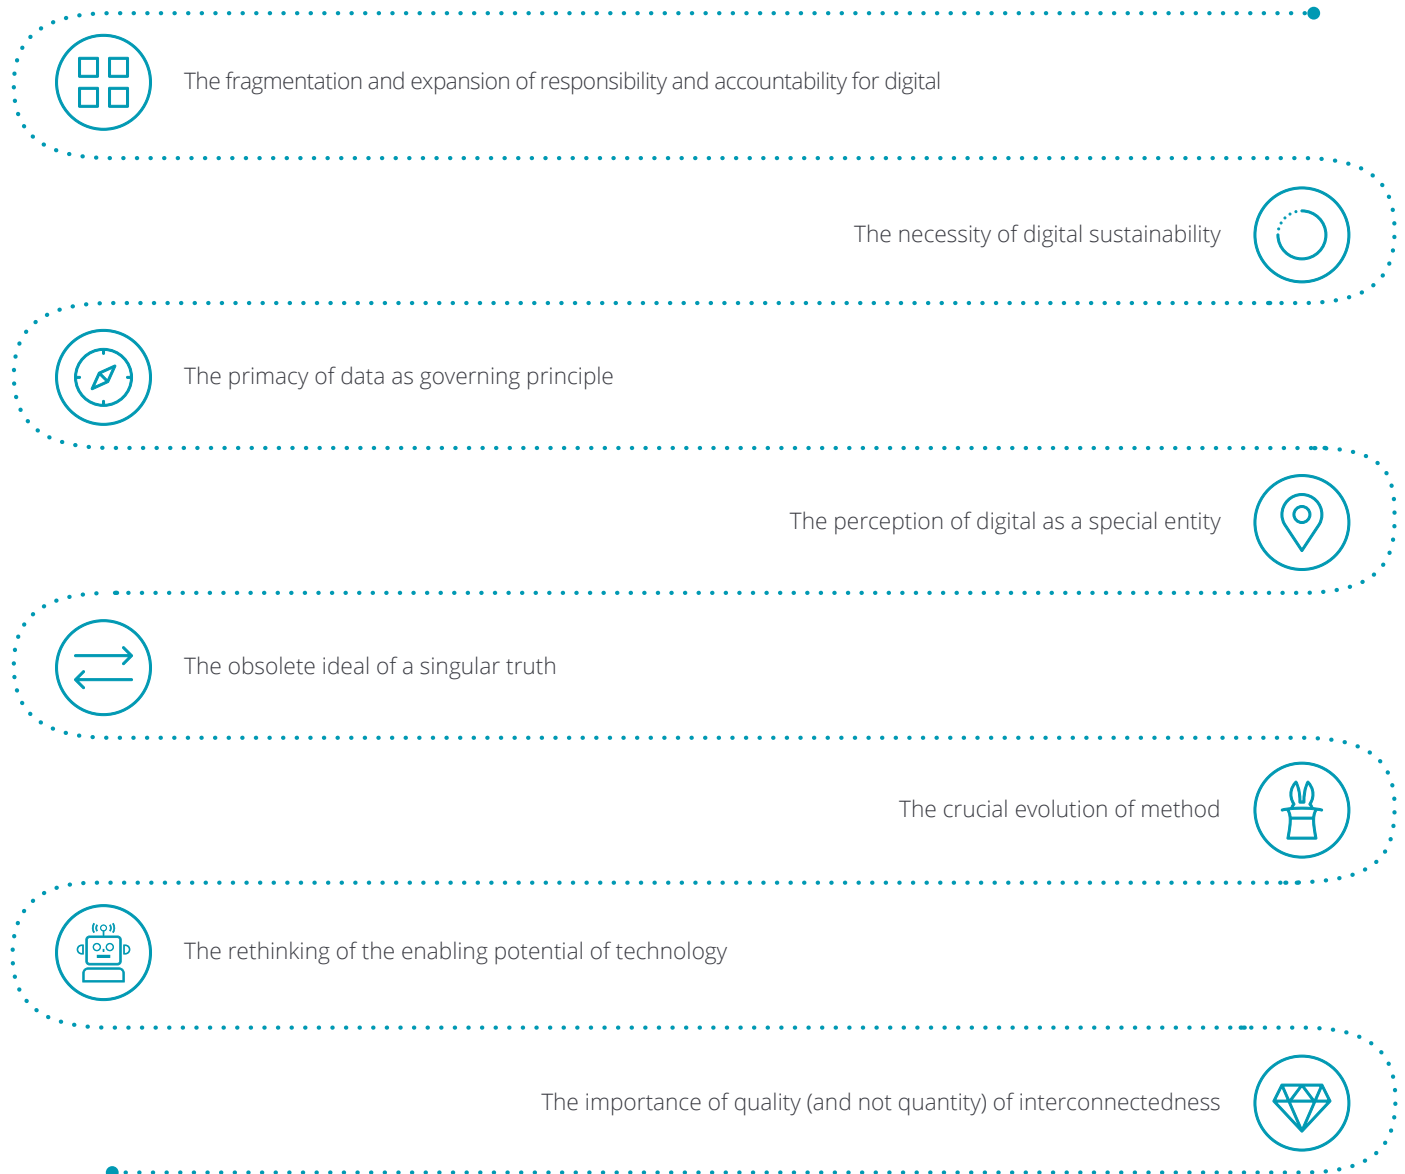 The fragmentation and expansion of responsibility and accountability for digital
The necessity of digital sustainability
The primacy of data as governing principle
The perception of digital as a special entity
The obsolete ideal of a singular truth
The crucial evolution of method
The rethinking of the enabling potential of technology
The importance of quality (and not quantity) of interconnectedness